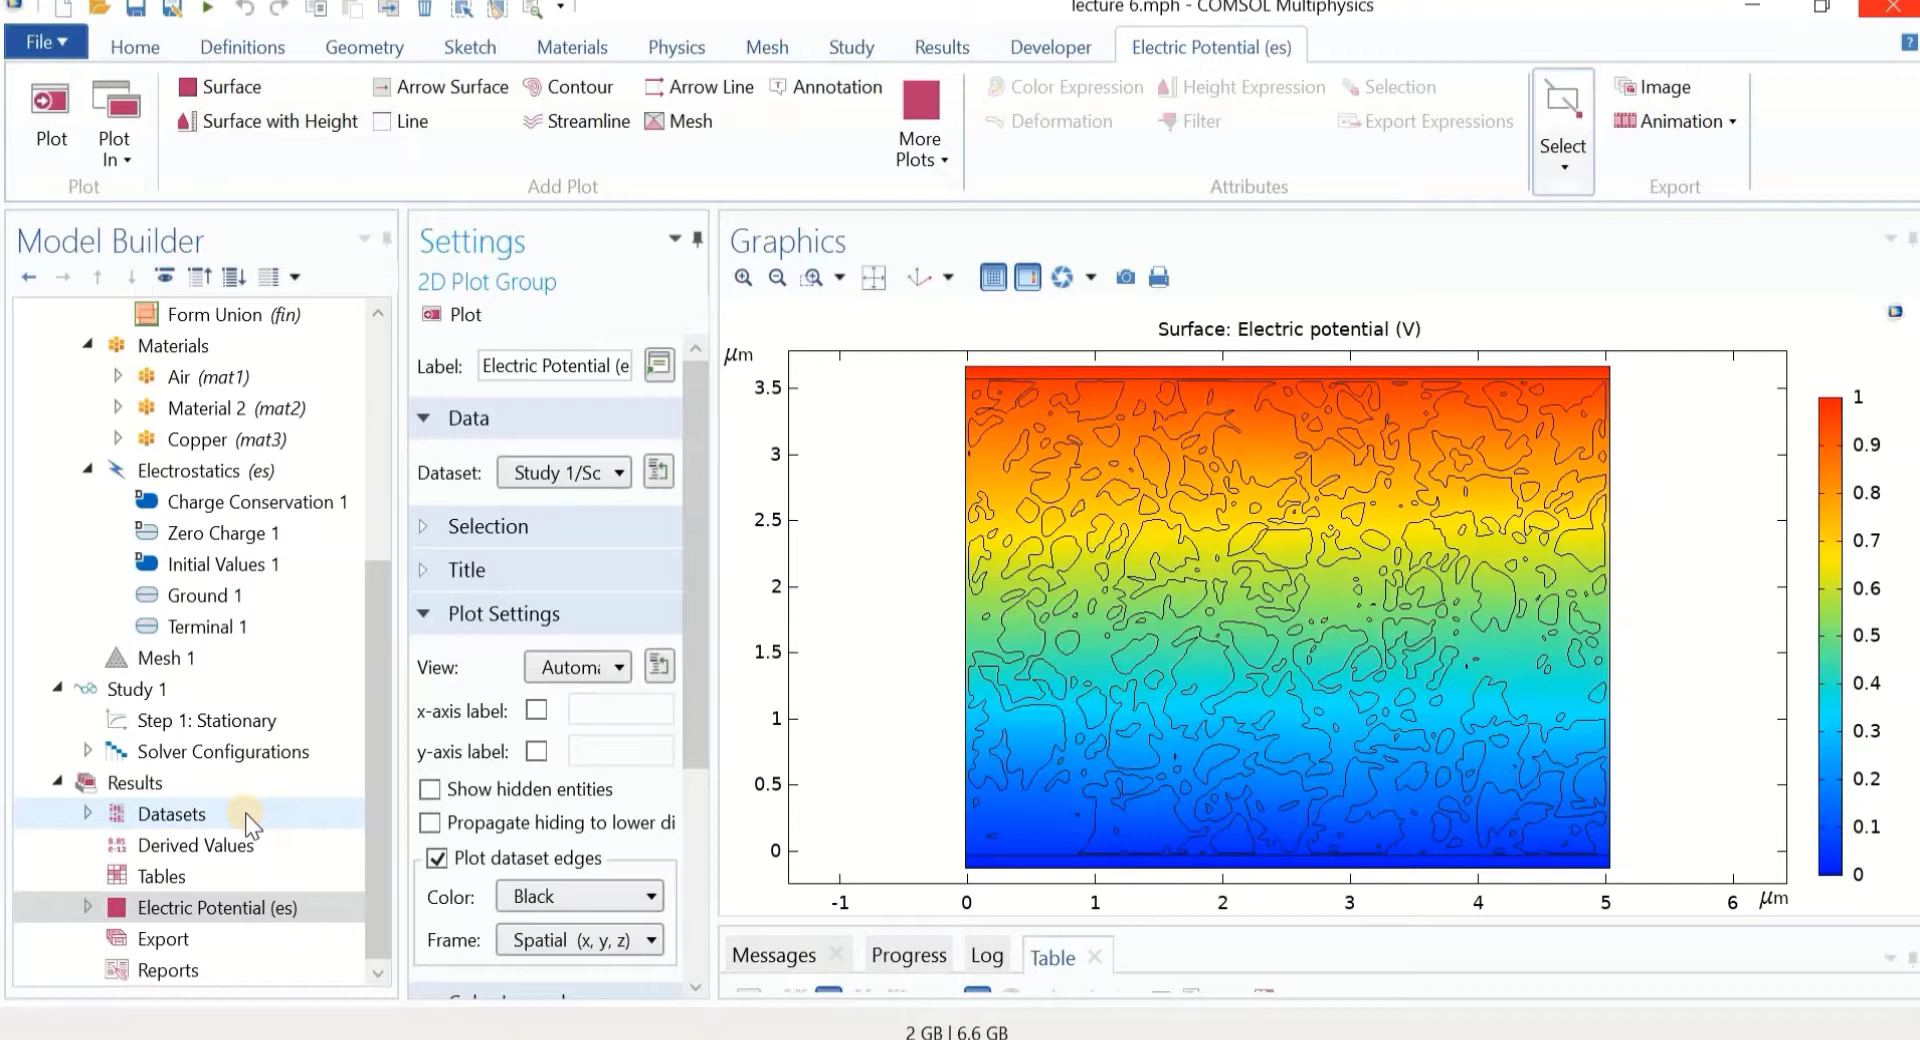 lecture 6.mph - COMSOL Multiphysics
File Home Definitions Geometry Sketch Materials Physics Mesh Study Results Developer Electric Potential (es) ?
Surface Arrow Surface Contour Arrow Line Annotation Color Expression Height Expression Selection Image
Surface with Height Line Streamline Mesh Deformation Filter Export Expressions Animation
Plot Plot In More Plots Select
Plot Add Plot Attributes Export
Model Builder
Form Union (fin)
Materials
Air (mat1)
Material 2 (mat2)
Copper (mat3)
Electrostatics (es)
Charge Conservation 1
Zero Charge 1
Initial Values 1
Ground 1
Terminal 1
Mesh 1
Study 1
Step 1: Stationary
Solver Configurations
Results
Datasets
8.85
e-12
Derived Values
Tables
Electric Potential (es)
Export
Reports
Settings
2D Plot Group
Plot
Label: Electric Potential (e
Data
Dataset: Study 1/Sc
Selection
Title
Plot Settings
View: Automa
x-axis label:
y-axis label:
Show hidden entities
Propagate hiding to lower di
Plot dataset edges
Color: Black
Frame: Spatial (x, y, z)
Graphics
Surface: Electric potential (V)
μm
3.5
3
2.5
2
1.5
1
0.5
0
-1 0 1 2 3 4 5 6 μm
1
0.9
0.8
0.7
0.6
0.5
0.4
0.3
0.2
0.1
0
Messages Progress Log Table
2 GB | 6.6 GB